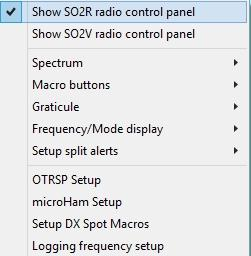 Show SO2R radio control panel
Show SO2V radio control panel
Spectrum
Macro buttons
Graticule
Frequency/Mode display
Setup split alerts
OTRSP Setup
microHam Setup
Setup DX Spot Macros
Logging frequency setup